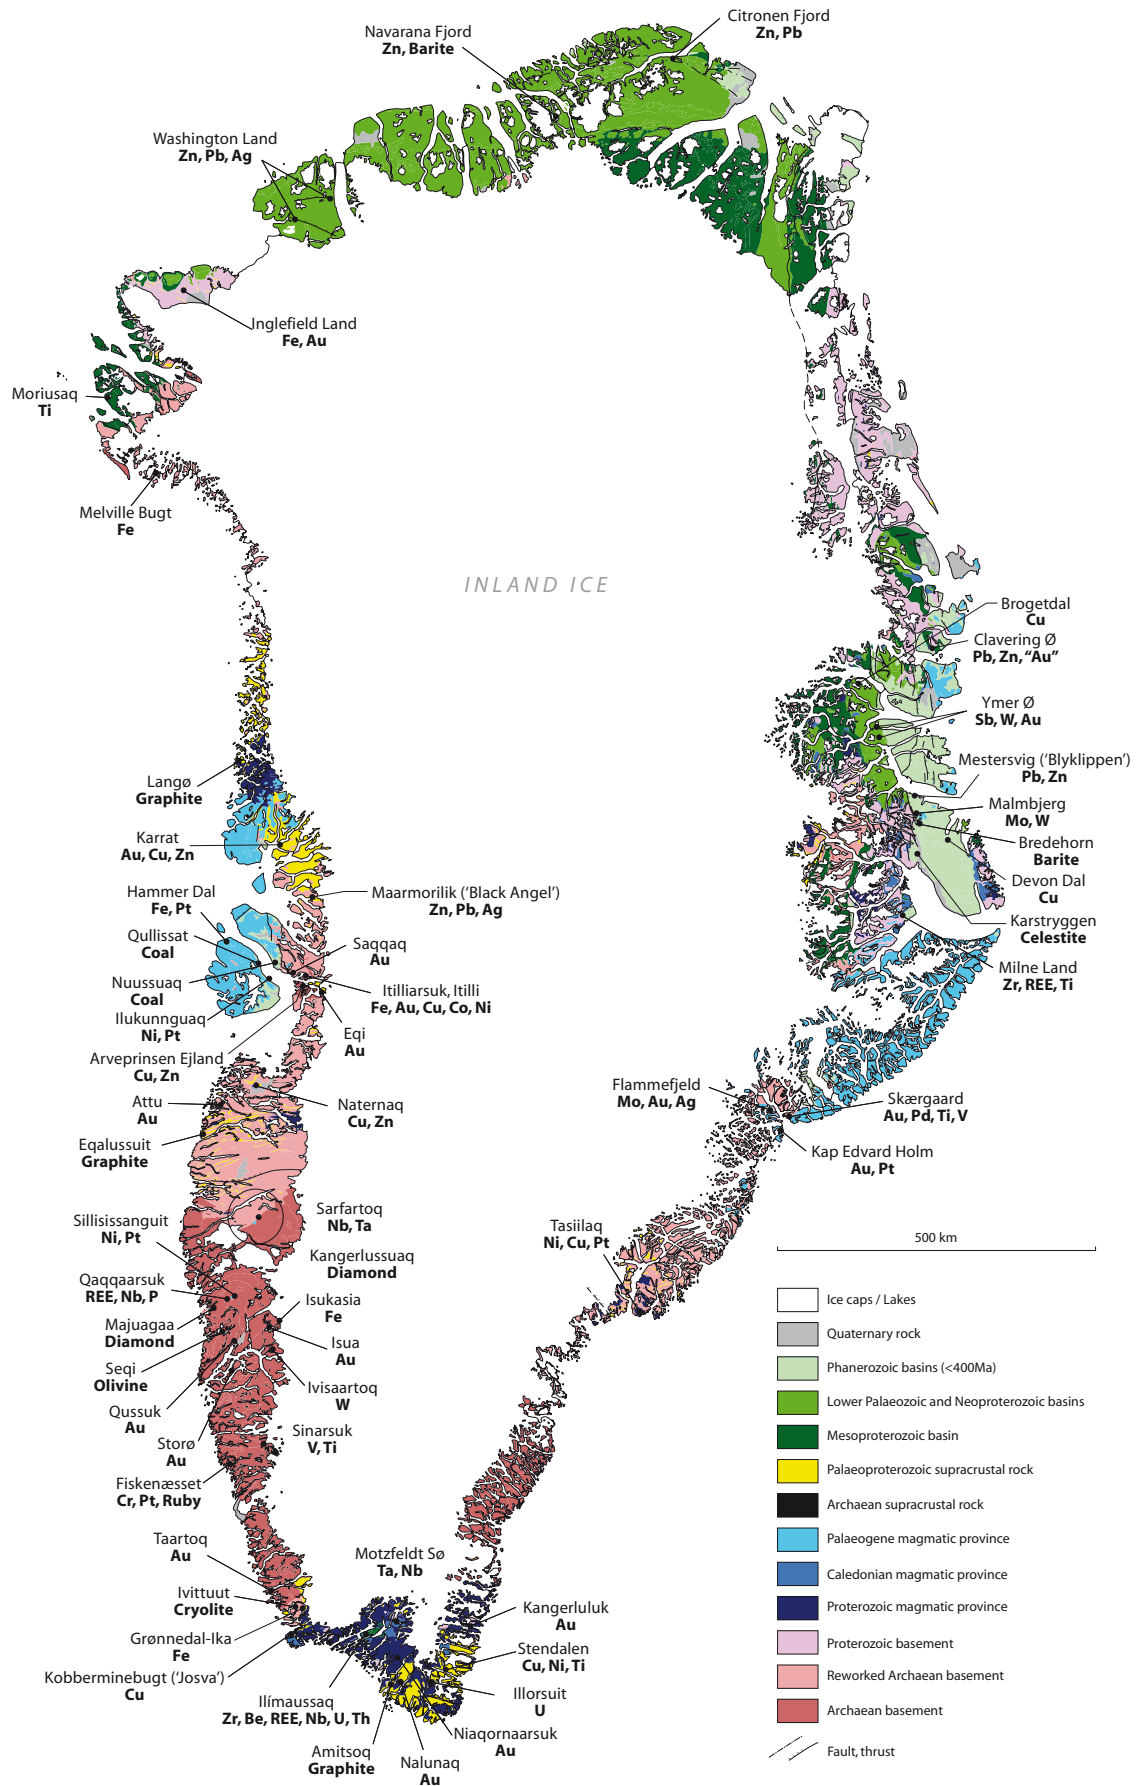 Citronen Fjord
Zn, Pb
Navarana Fjord
Zn, Barite
Washington Land
Zn, Pb, Ag
Inglefield Land
Fe, Au
Moriusaq
Ti
Melville Bugt
Fe
INLAND ICE
Brogetdal
Cu
Clavering Ø
Pb, Zn, “Au”
Ymer Ø
Sb, W, Au
Mestersvig (‘Blyklippen’)
Pb, Zn
Malmbjerg
Mo, W
Bredehorn
Barite
Devon Dal
Cu
Karstryggen
Celestite
Milne Land
Zr, REE, Ti
Langø
Graphite
Karrat
Au, Cu, Zn
Maarmorilik (‘Black Angel’)
Zn, Pb, Ag
Hammer Dal
Fe, Pt
Qullissat
Coal
Saqqaq
Au
Nuussuaq
Coal
Itilliarsuk, Itilli
Fe, Au, Cu, Co, Ni
Ilukunnguaq
Ni, Pt
Eqi
Au
Arveprinsen Ejland
Cu, Zn
Attu
Au
Naternaq
Cu, Zn
Eqalussuit
Graphite
Flammefjeld
Mo, Au, Ag
Skærgaard
Au, Pd, Ti, V
Kap Edvard Holm
Au, Pt
Sillisissanguit
Ni, Pt
Sarfartoq
Nb, Ta
Tasiilaq
Ni, Cu, Pt
Kangerlussuaq
Diamond
Qaqqaarsuk
REE, Nb, P
Isukasia
Fe
Majuagaa
Diamond
Isua
Au
Seqi
Olivine
Ivisaartoq
W
Qussuk
Au
Storø
Au
Sinarsuk
V, Ti
Fiskenæsset
Cr, Pt, Ruby
Taartoq
Au
Motzfeldt Sø
Ta, Nb
Ivittuut
Cryolite
Kangerluluk
Au
Grønnedal-Ika
Fe
Stendalen
Cu, Ni, Ti
Kobberminebugt (‘Josva’)
Cu
Illorsuit
U
Ilímaussaq
Zr, Be, REE, Nb, U, Th
Niaqornaarsuk
Au
Amitsoq
Graphite
Nalunaq
Au
500 km
Ice caps / Lakes
Quaternary rock
Phanerozoic basins (<400Ma)
Lower Palaeozoic and Neoproterozoic basins
Mesoproterozoic basin
Palaeoproterozoic supracrustal rock
Archaean supracrustal rock
Palaeogene magmatic province
Caledonian magmatic province
Proterozoic magmatic province
Proterozoic basement
Reworked Archaean basement
Archaean basement
Fault, thrust